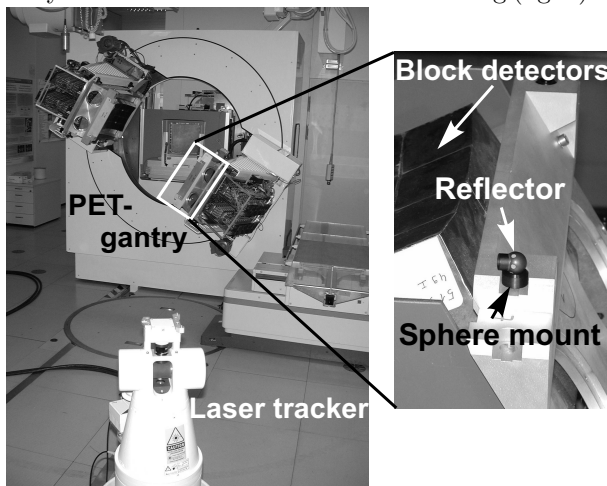 Block detectors
Reflector
PET-
gantry
Sphere mount
Laser tracker